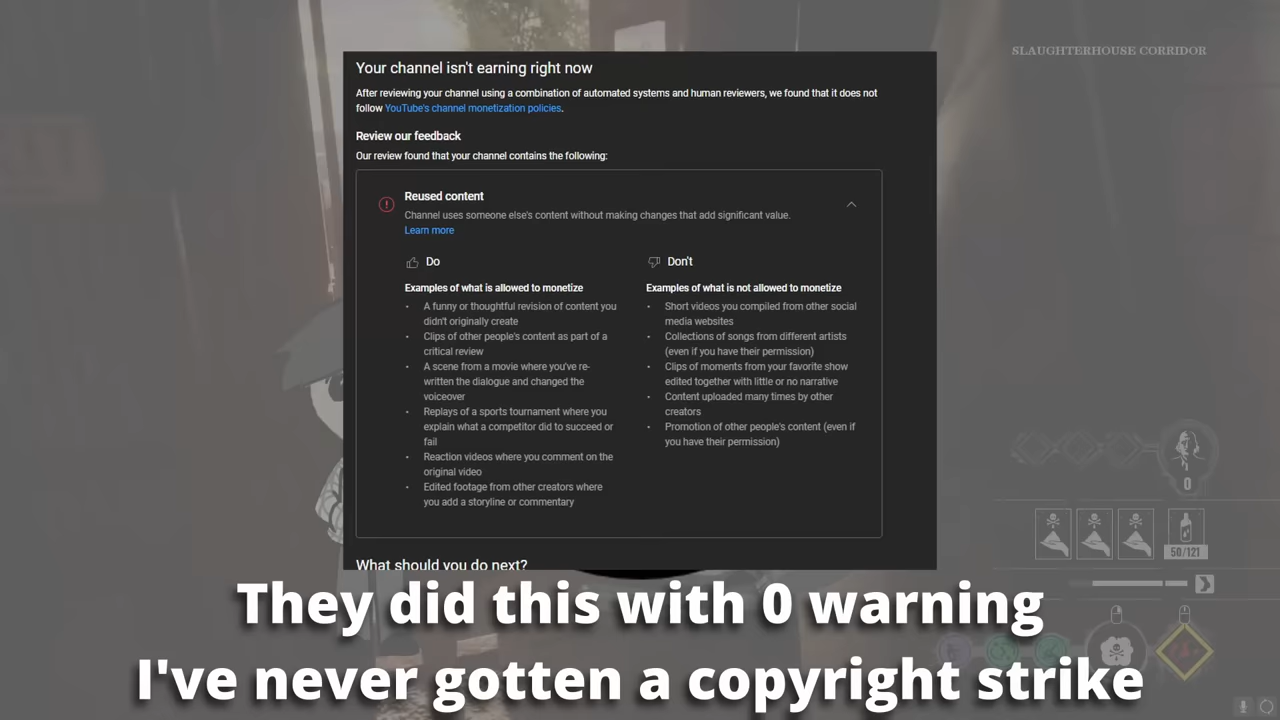 SLAUGHTERHOUSE CORRIDOR
Your channel isn't earning right now
After reviewing your channel using a combination of automated systems and human reviewers, we found that it does not
follow YouTube's channel monetization policies.
Review our feedback
Our review found that your channel contains the following:
Reused content
Channel uses someone else's content without making changes that add significant value.
Learn more
Do
Examples of what is allowed to monetize
• A funny or thoughtful revision of content you
didn't originally create
• Clips of other people's content as part of a
critical review
• A scene from a movie where you've re-
written the dialogue and changed the
voiceover
• Replays of a sports tournament where you
explain what a competitor did to succeed or
fail
• Reaction videos where you comment on the
original video
• Edited footage from other creators where
you add a storyline or commentary
Don't
Examples of what is not allowed to monetize
• Short videos you compiled from other social
media websites
• Collections of songs from different artists
(even if you have their permission)
• Clips of moments from your favorite show
edited together with little or no narrative
• Content uploaded many times by other
creators
• Promotion of other people's content (even if
you have their permission)
What should you do next?
0
50/121
They did this with 0 warning
I've never gotten a copyright strike